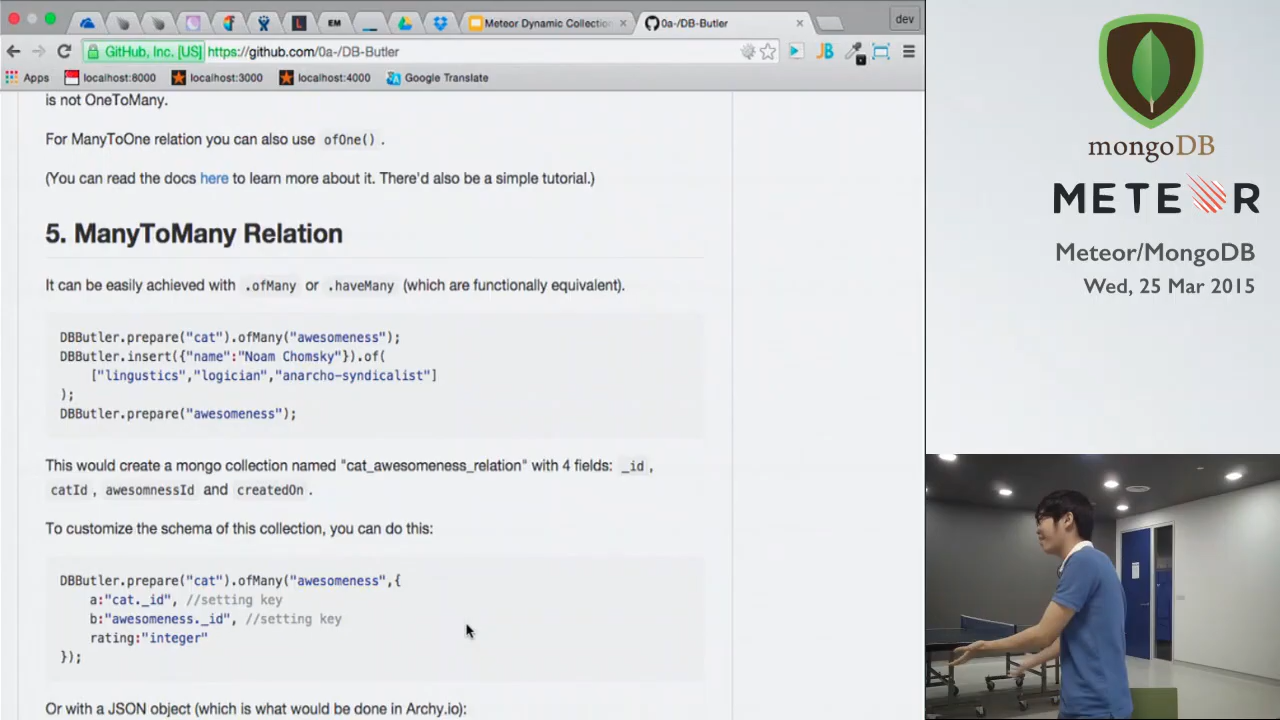 Meteor Dynamic Collection
0a-/DB-Butler
dev
EM
GitHub, Inc. [US] https://github.com/0a-/DB-Butler
JB
Apps localhost:8000 localhost:3000 localhost:4000 Google Translate
is not OneToMany.
For ManyToOne relation you can also use ofOne() .
(You can read the docs here to learn more about it. There'd also be a simple tutorial.)
5. ManyToMany Relation
It can be easily achieved with .ofMany or .haveMany (which are functionally equivalent).
DBButler.prepare("cat").ofMany("awesomeness");
DBButler.insert({"name":"Noam Chomsky"}).of(
["lingustics","logician","anarcho-syndicalist"]
);
DBButler.prepare("awesomeness");
This would create a mongo collection named "cat_awesomeness_relation" with 4 fields: _id ,
catId , awesomnessId and createdOn .
To customize the schema of this collection, you can do this:
DBButler.prepare("cat").ofMany("awesomeness",{
a:"cat._id", //setting key
b:"awesomeness._id", //setting key
rating:"integer"
});
Or with a JSON object (which is what would be done in Archy.io):
mongoDB
METEOR
Meteor/MongoDB
Wed, 25 Mar 2015